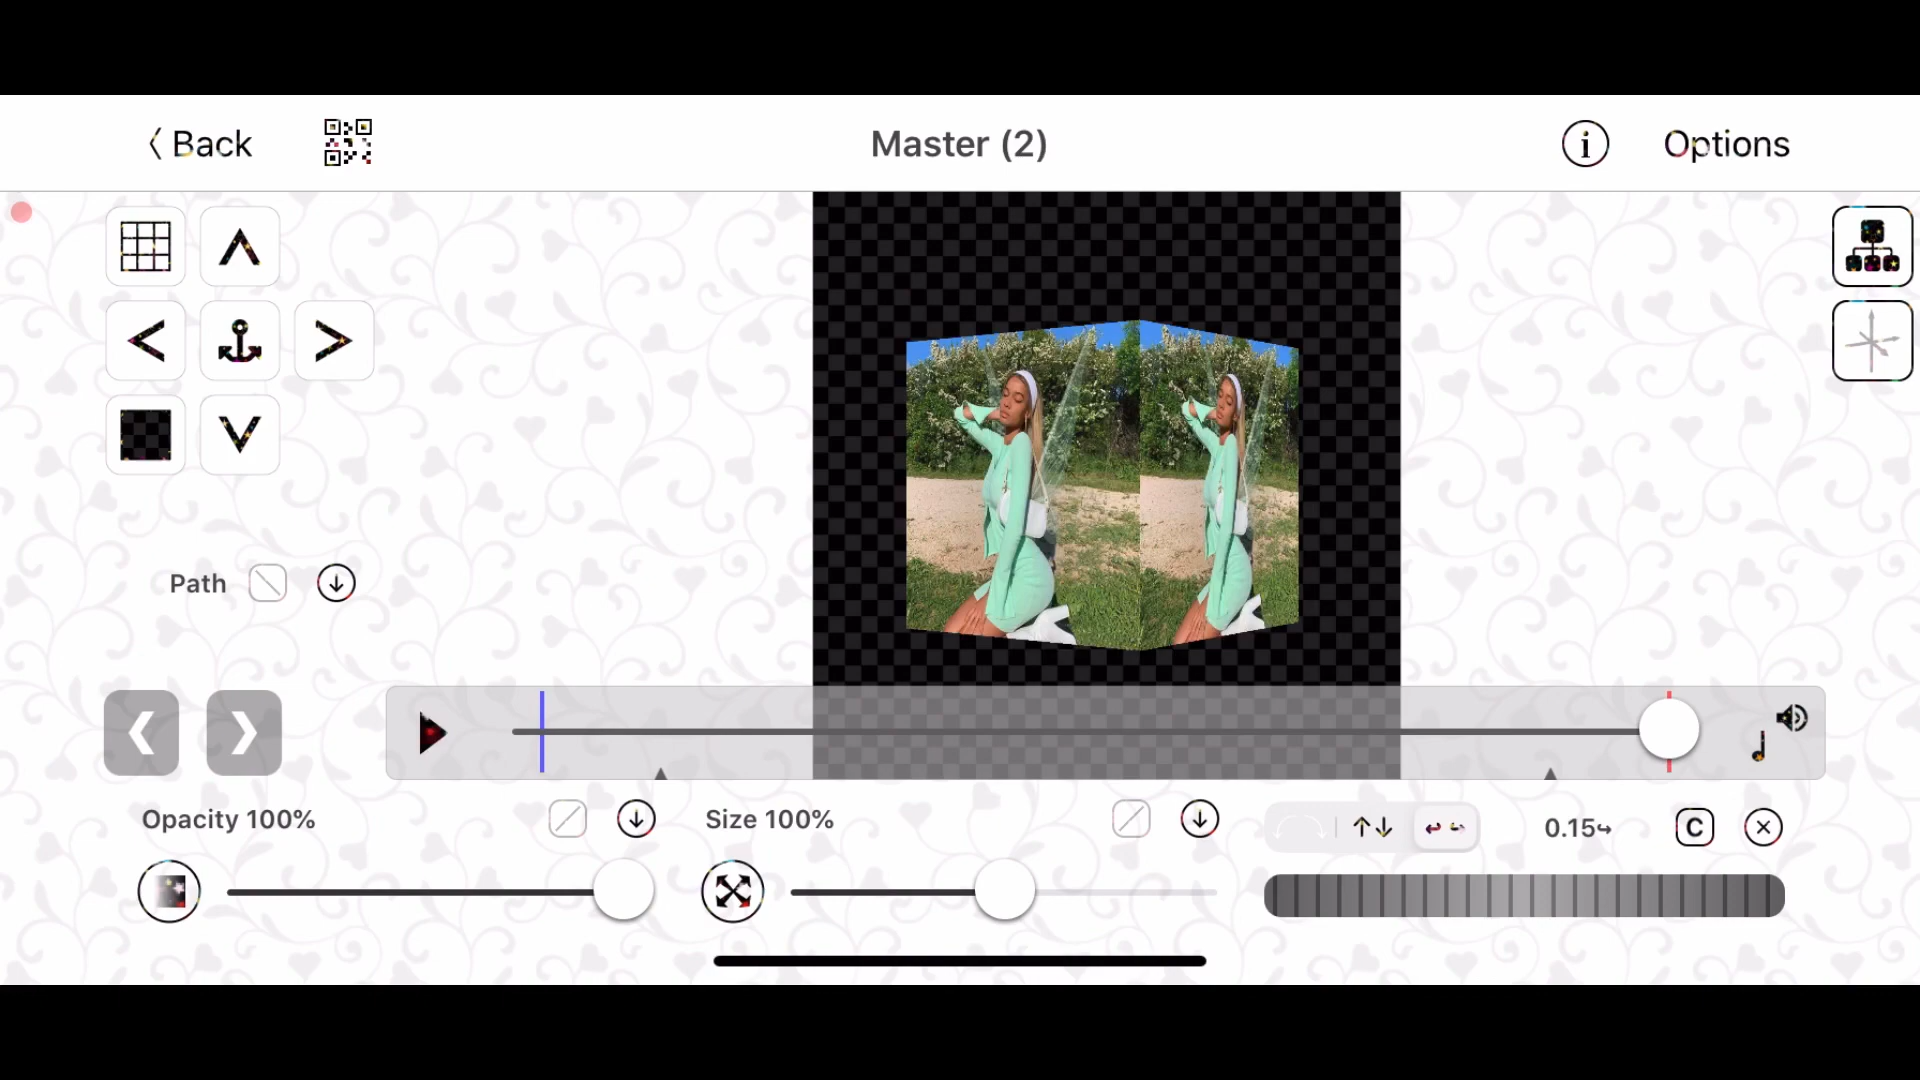 Back
Master (2)
Options
Path
Opacity 100%
Size 100%
0.15
C